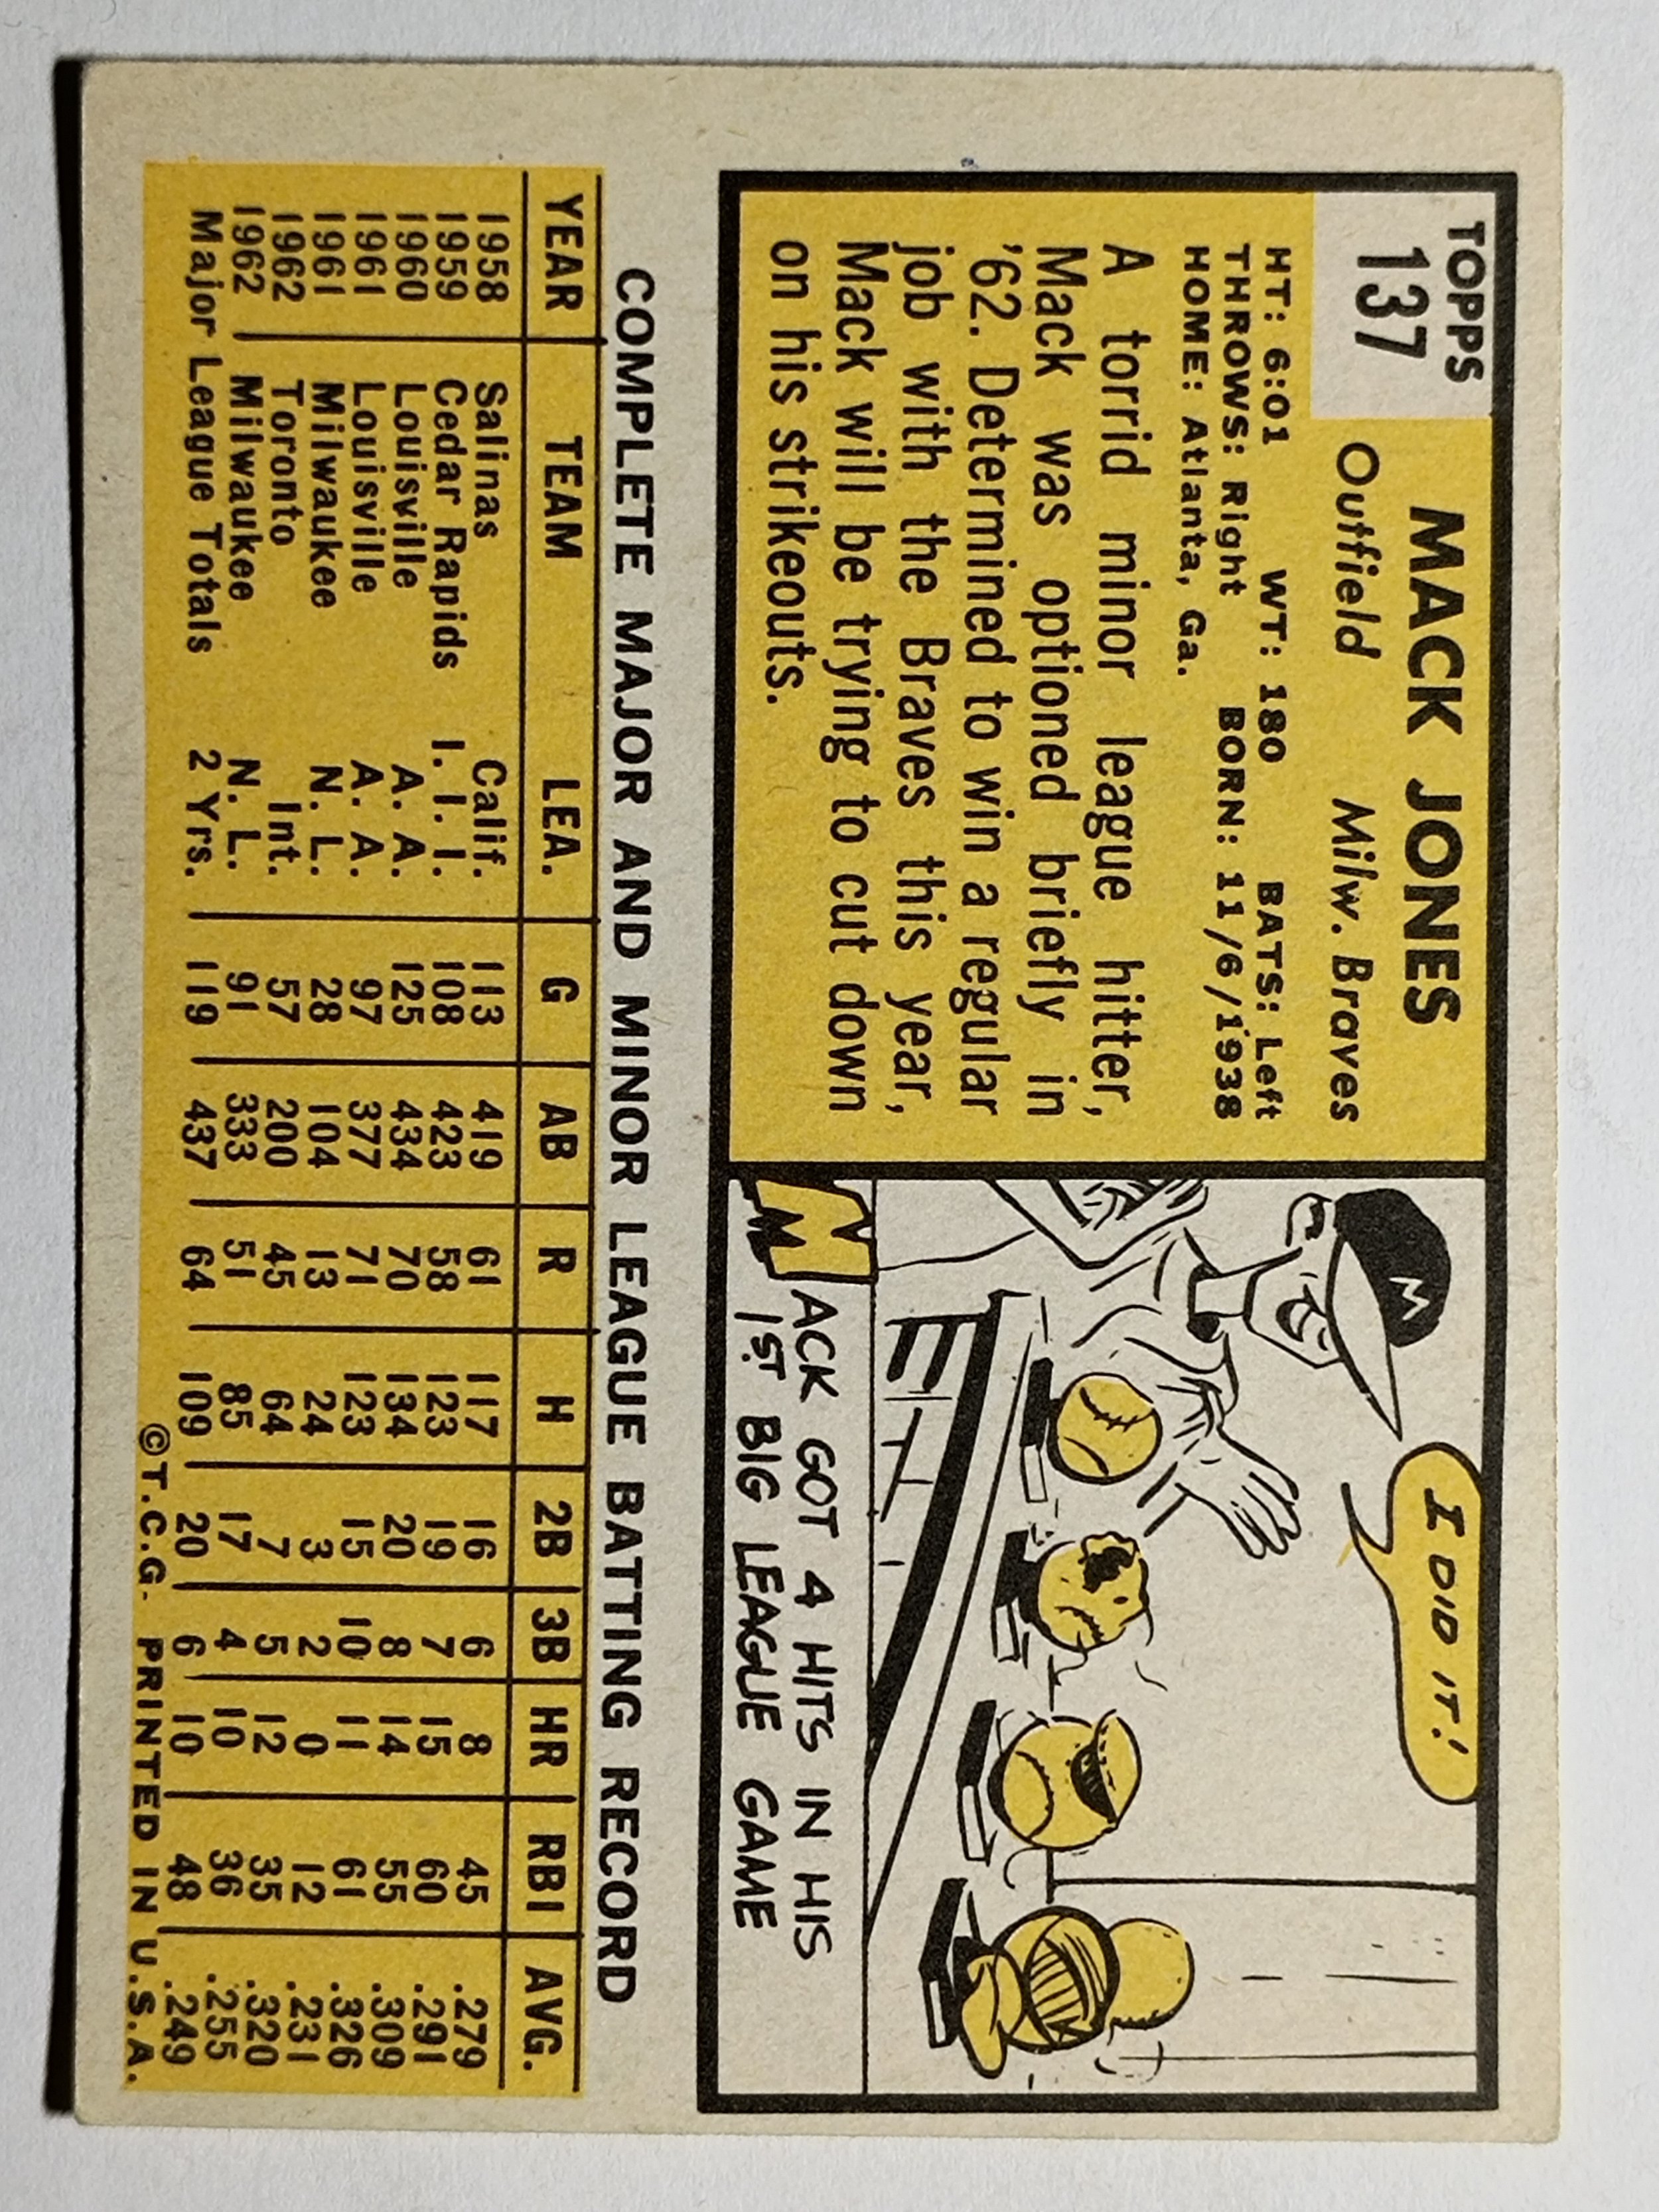 TOPPS
137
MACK JONES
Outfield Milw. Braves
HT: 6:01 WT: 180 BATS: Left
THROWS: Right BORN: 11/6/1938
HOME: Atlanta, Ga.
A torrid minor league hitter,
Mack was optioned briefly in
'62. Determined to win a regular
job with the Braves this year,
Mack will be trying to cut down
on his strikeouts.
M
I DID IT!
MACK GOT 4 HITS IN HIS
1ST BIG LEAGUE GAME
COMPLETE MAJOR AND MINOR LEAGUE BATTING RECORD
YEAR TEAM LEA. G AB R H 2B 3B HR RBI AVG.
1958 Salinas Calif. 113 419 61 117 16 6 8 45 .279
1959 Cedar Rapids I. I. I. 108 423 58 123 19 7 15 60 .291
1960 Louisville A. A. 125 434 70 134 20 8 14 55 .309
1961 Louisville A. A. 97 377 71 123 15 10 11 61 .326
1961 Milwaukee N. L. 28 104 13 24 3 2 0 12 .231
1962 Toronto Int. 57 200 45 64 7 5 12 35 .320
1962 Milwaukee N. L. 91 333 51 85 17 4 10 36 .255
Major League Totals 2 Yrs. 119 437 64 109 20 6 10 48 .249
©T.C.G. PRINTED IN U.S.A.